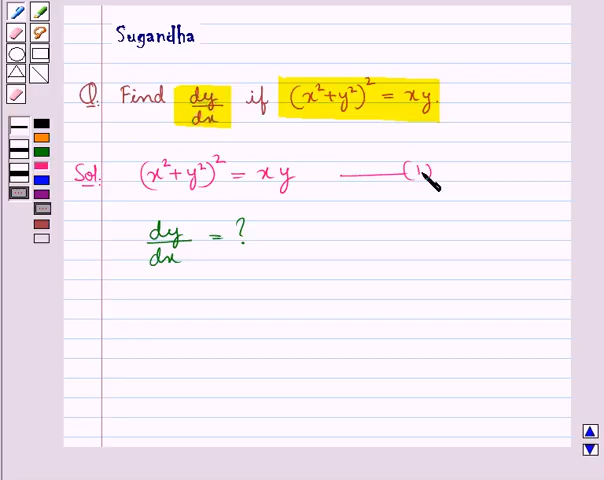 Sugandha
Q. Find dy/dx if (x²+y²)² = xy.
Sol. (x²+y²)² = xy ——— (1)
dy/dx = ?